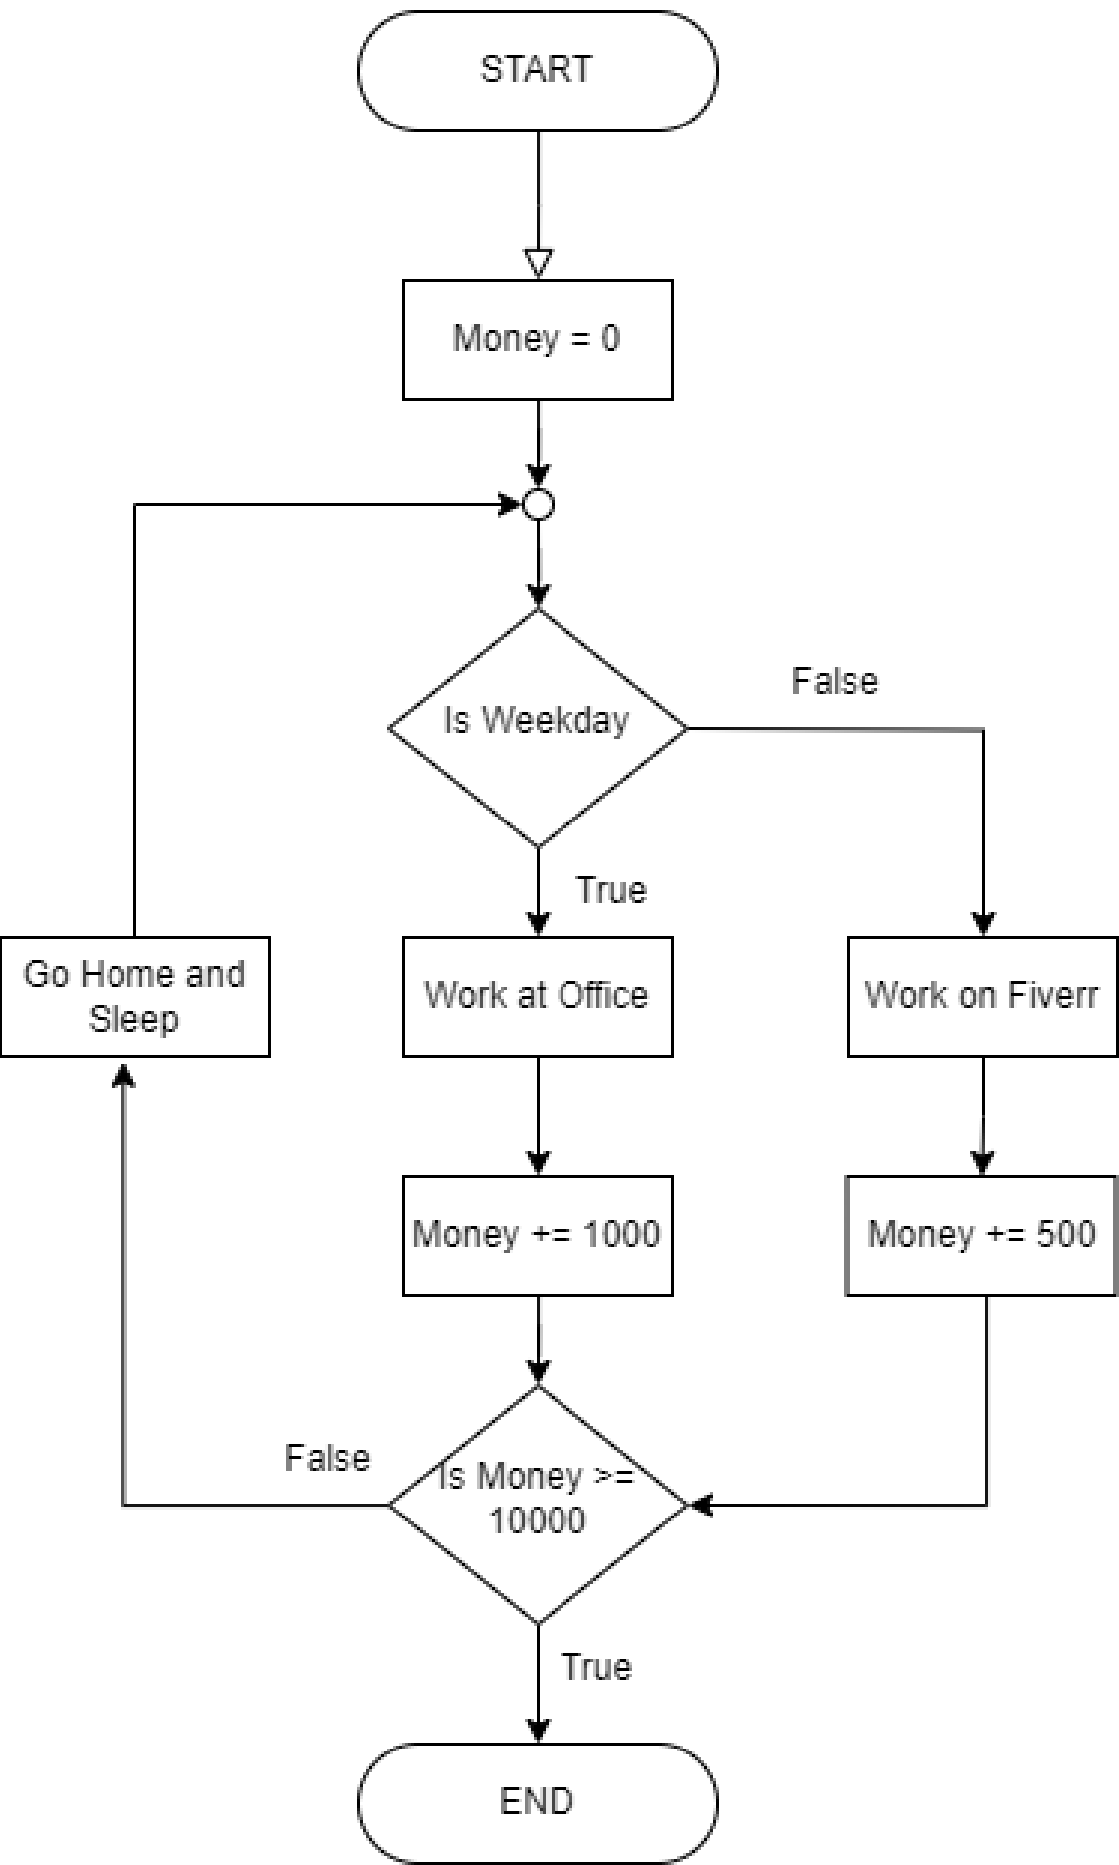 START
Money = 0
Is Weekday
False
True
Go Home and
Sleep
Work at Office
Work on Fiverr
Money += 1000
Money += 500
False
Is Money >=
10000
True
END